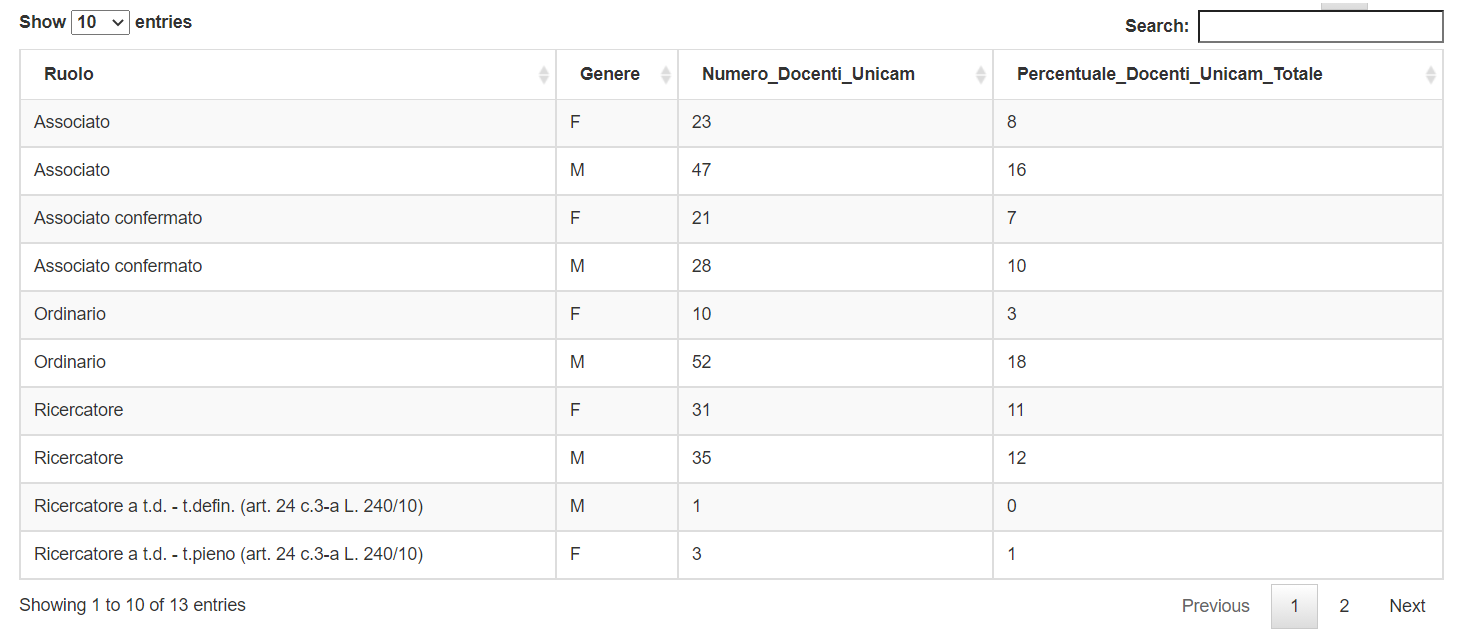 Show 10 entries
Search:
Ruolo Genere Numero_Docenti_Unicam Percentuale_Docenti_Unicam_Totale
Associato F 23 8
Associato M 47 16
Associato confermato F 21 7
Associato confermato M 28 10
Ordinario F 10 3
Ordinario M 52 18
Ricercatore F 31 11
Ricercatore M 35 12
Ricercatore a t.d. - t.defin. (art. 24 c.3-a L. 240/10) M 1 0
Ricercatore a t.d. - t.pieno (art. 24 c.3-a L. 240/10) F 3 1
Showing 1 to 10 of 13 entries
Previous 1 2 Next